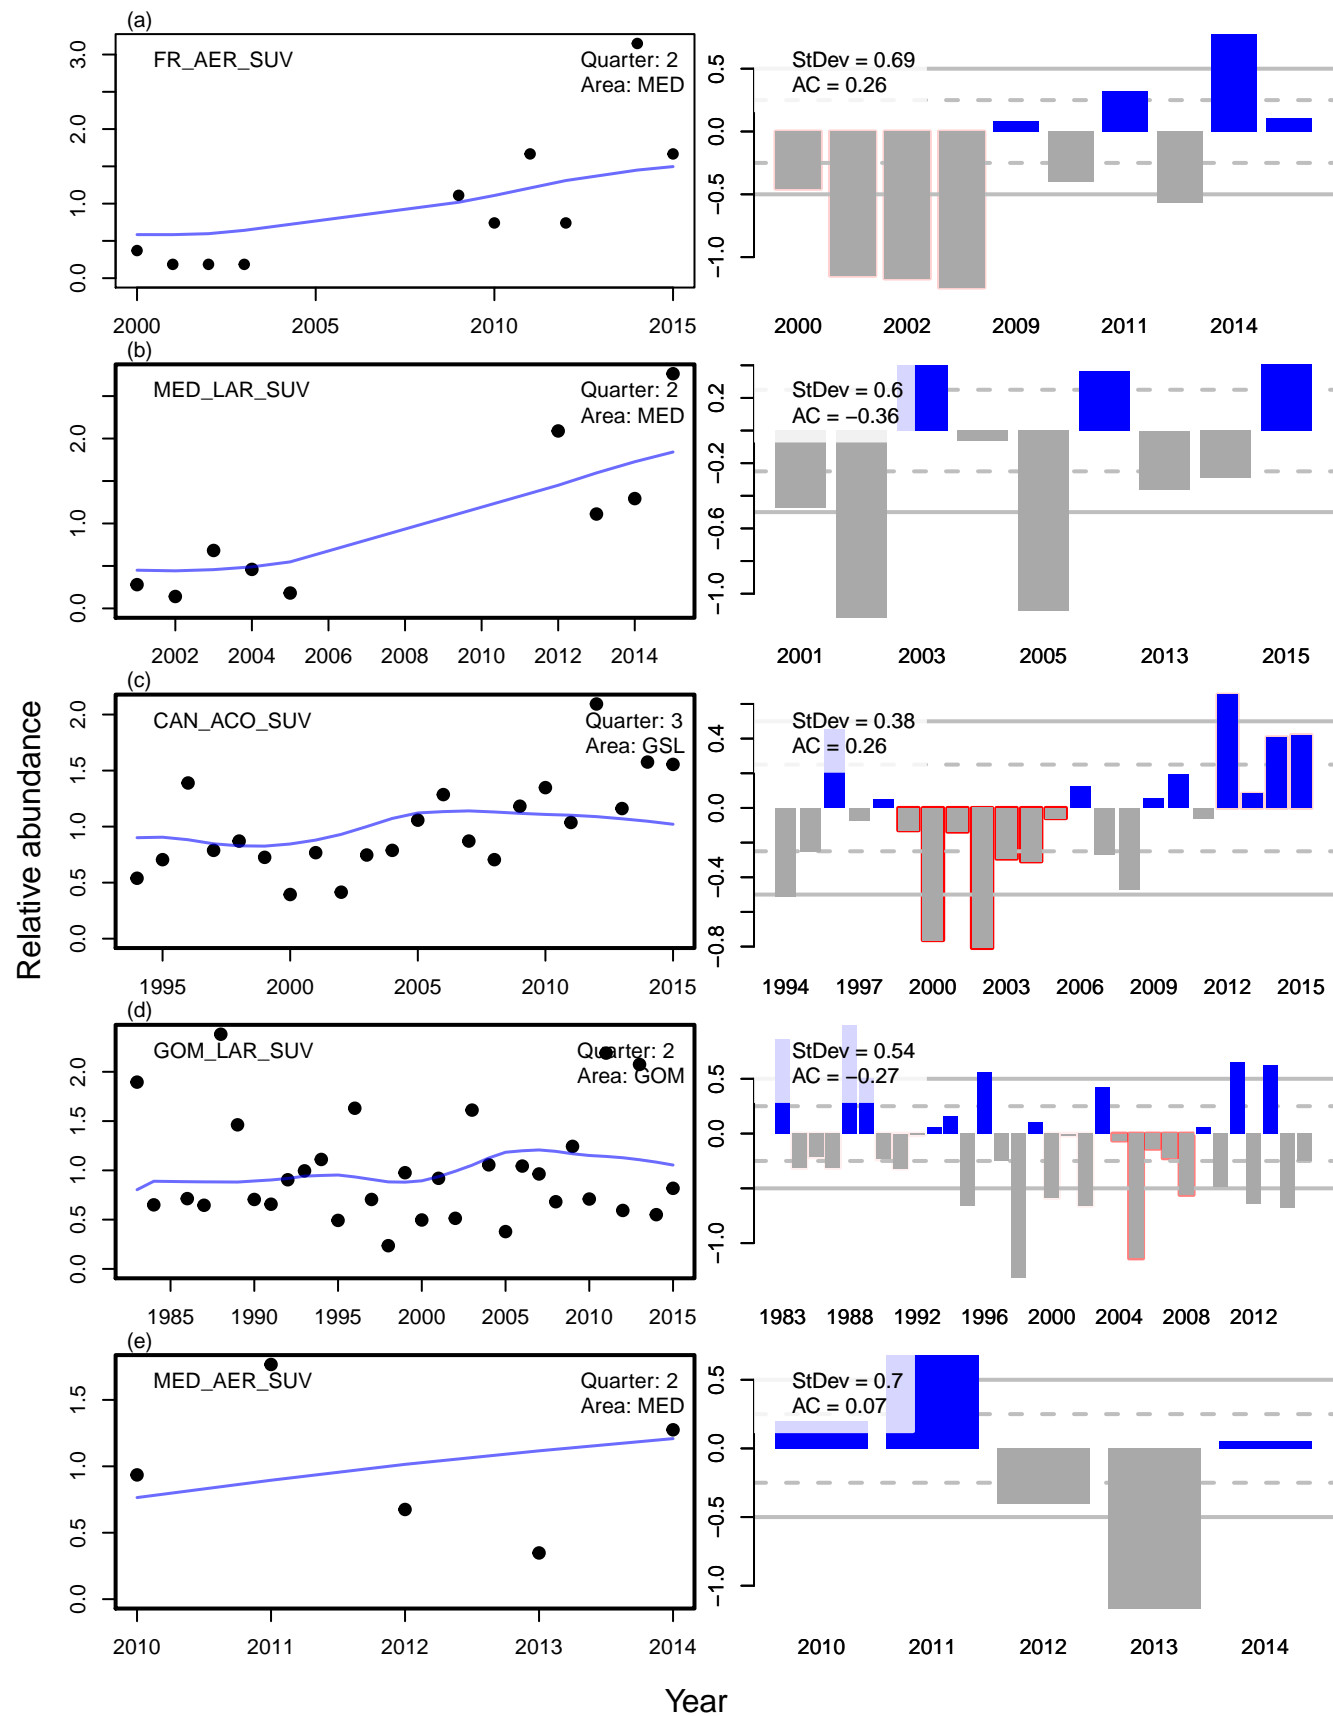 (a)
FR_AER_SUV
Quarter: 2
Area: MED
0.0 1.0 2.0 3.0
2000 2005 2010 2015
StDev = 0.69
AC = 0.26
−1.0 −0.5 0.0 0.5
2000 2002 2009 2011 2014
(b)
MED_LAR_SUV
Quarter: 2
Area: MED
0.0 1.0 2.0
2002 2004 2006 2008 2010 2012 2014
StDev = 0.6
AC = −0.36
−1.0 −0.6 −0.2 0.2
2001 2003 2005 2013 2015
(c)
CAN_ACO_SUV
Quarter: 3
Area: GSL
0.0 0.5 1.0 1.5 2.0
1995 2000 2005 2010 2015
StDev = 0.38
AC = 0.26
−0.8 −0.4 0.0 0.4
1994 1997 2000 2003 2006 2009 2012 2015
(d)
GOM_LAR_SUV
Quarter: 2
Area: GOM
0.0 0.5 1.0 1.5 2.0
1985 1990 1995 2000 2005 2010 2015
StDev = 0.54
AC = −0.27
−1.0 0.0 0.5
1983 1988 1992 1996 2000 2004 2008 2012
(e)
MED_AER_SUV
Quarter: 2
Area: MED
0.0 0.5 1.0 1.5
2010 2011 2012 2013 2014
StDev = 0.7
AC = 0.07
−1.0 −0.5 0.0 0.5
2010 2011 2012 2013 2014
Relative abundance
Year